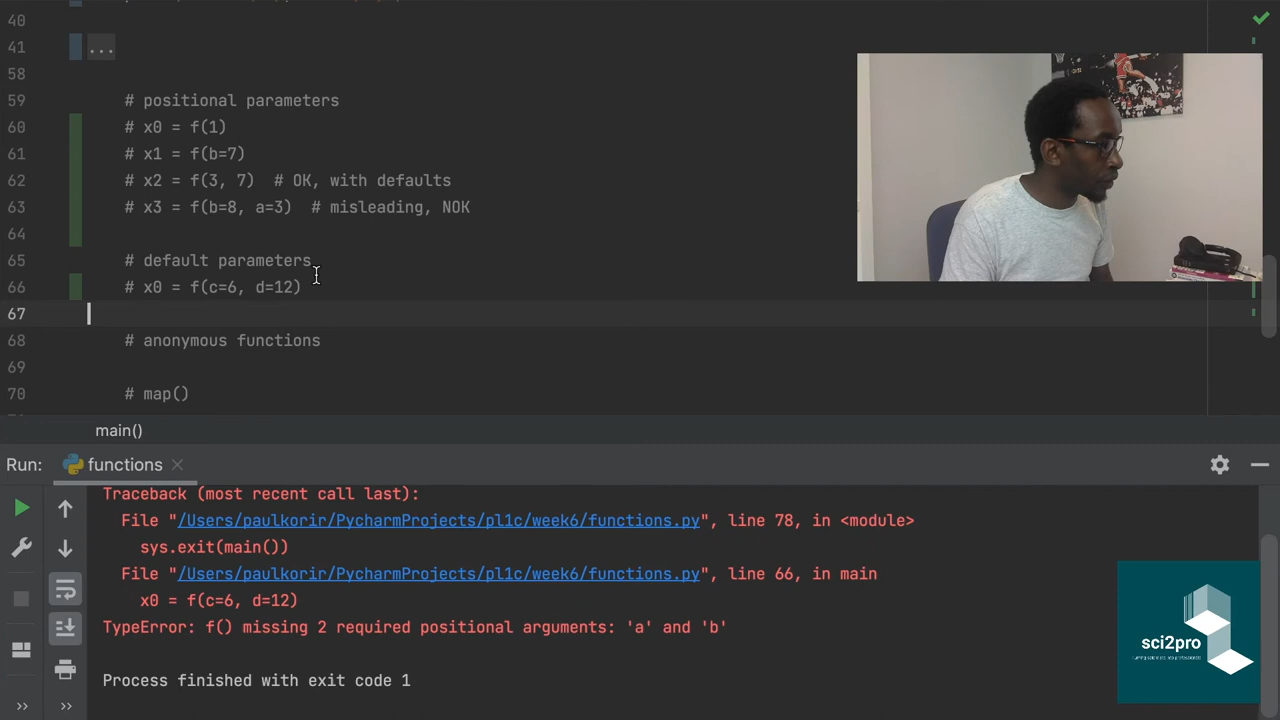 40
41 ...
58
59 # positional parameters
60 # x0 = f(1)
61 # x1 = f(b=7)
62 # x2 = f(3, 7)  # OK, with defaults
63 # x3 = f(b=8, a=3)  # misleading, NOK
64
65 # default parameters
66 # x0 = f(c=6, d=12)
67
68 # anonymous functions
69
70 # map()
main()
Run: functions
Traceback (most recent call last):
File "/Users/paulkorir/PycharmProjects/pl1c/week6/functions.py", line 78, in <module>
sys.exit(main())
File "/Users/paulkorir/PycharmProjects/pl1c/week6/functions.py", line 66, in main
x0 = f(c=6, d=12)
TypeError: f() missing 2 required positional arguments: 'a' and 'b'
Process finished with exit code 1
sci2pro